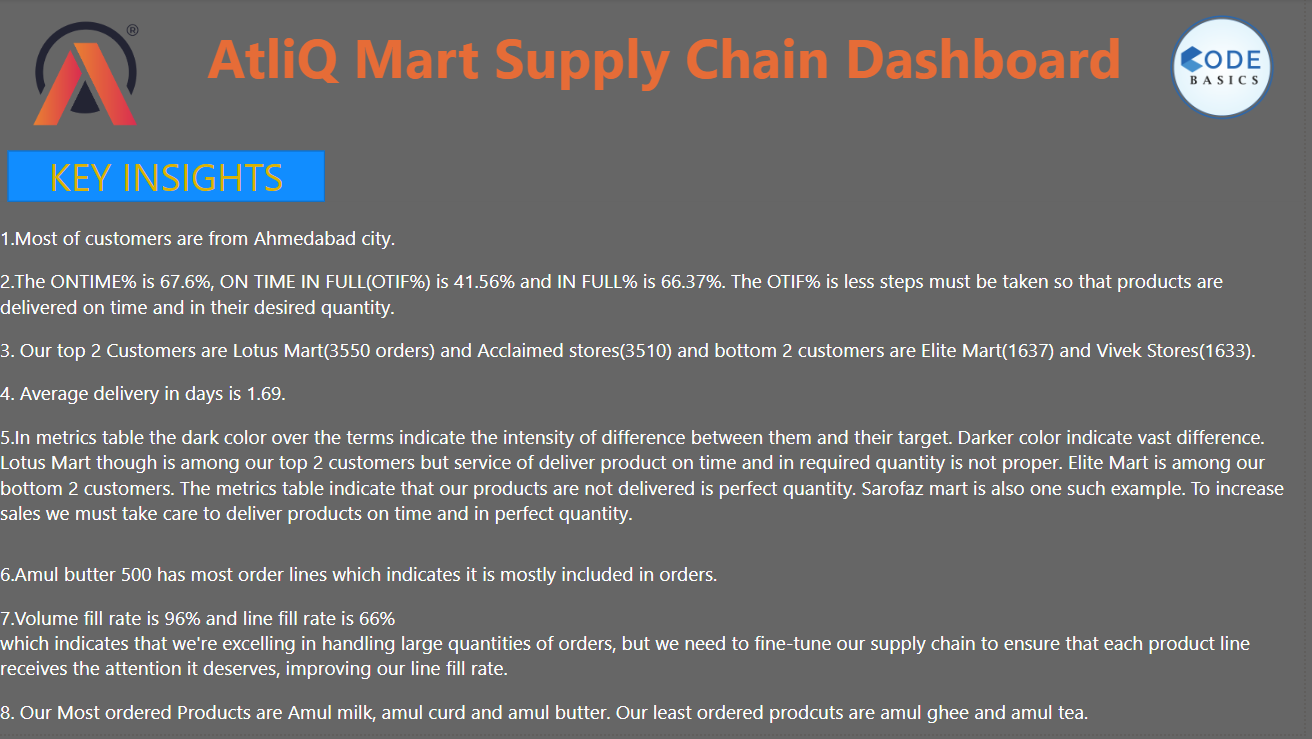 ®
AtliQ Mart Supply Chain Dashboard
CODE
BASICS
KEY INSIGHTS
1.Most of customers are from Ahmedabad city.
2.The ONTIME% is 67.6%, ON TIME IN FULL(OTIF%) is 41.56% and IN FULL% is 66.37%. The OTIF% is less steps must be taken so that products are
delivered on time and in their desired quantity.
3. Our top 2 Customers are Lotus Mart(3550 orders) and Acclaimed stores(3510) and bottom 2 customers are Elite Mart(1637) and Vivek Stores(1633).
4. Average delivery in days is 1.69.
5.In metrics table the dark color over the terms indicate the intensity of difference between them and their target. Darker color indicate vast difference.
Lotus Mart though is among our top 2 customers but service of deliver product on time and in required quantity is not proper. Elite Mart is among our
bottom 2 customers. The metrics table indicate that our products are not delivered is perfect quantity. Sarofaz mart is also one such example. To increase
sales we must take care to deliver products on time and in perfect quantity.
6.Amul butter 500 has most order lines which indicates it is mostly included in orders.
7.Volume fill rate is 96% and line fill rate is 66%
which indicates that we're excelling in handling large quantities of orders, but we need to fine-tune our supply chain to ensure that each product line
receives the attention it deserves, improving our line fill rate.
8. Our Most ordered Products are Amul milk, amul curd and amul butter. Our least ordered prodcuts are amul ghee and amul tea.